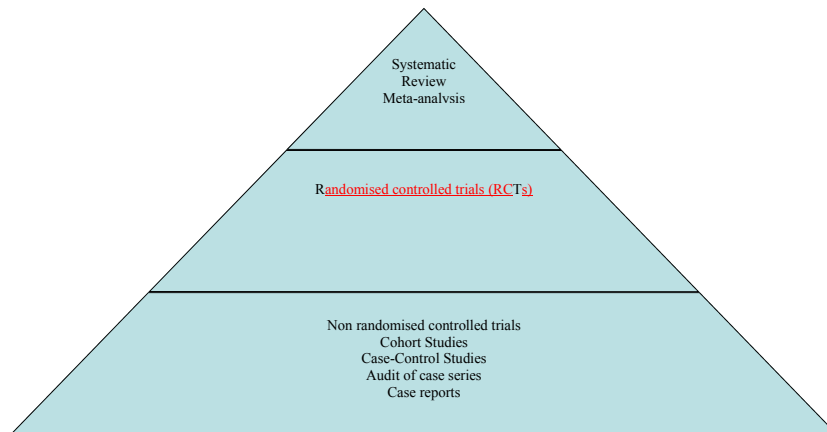 Systematic
Review
Meta-analysis
Randomised controlled trials (RCTs)
Non randomised controlled trials
Cohort Studies
Case-Control Studies
Audit of case series
Case reports